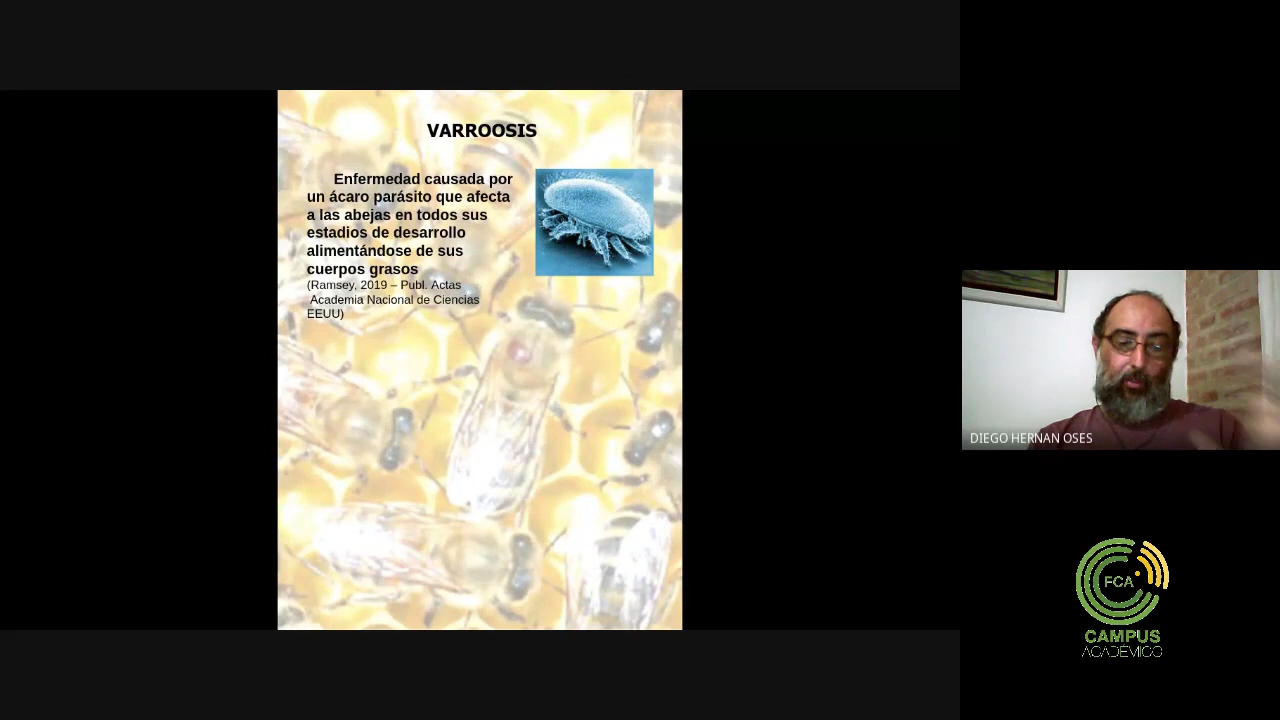 VARROOSIS
Enfermedad causada por
un ácaro parásito que afecta
a las abejas en todos sus
estadios de desarrollo
alimentándose de sus
cuerpos grasos
(Ramsey, 2019 – Publ. Actas
Academia Nacional de Ciencias
EEUU)
DIEGO HERNAN OSES
FCA
CAMPUS
ACADÉMICO